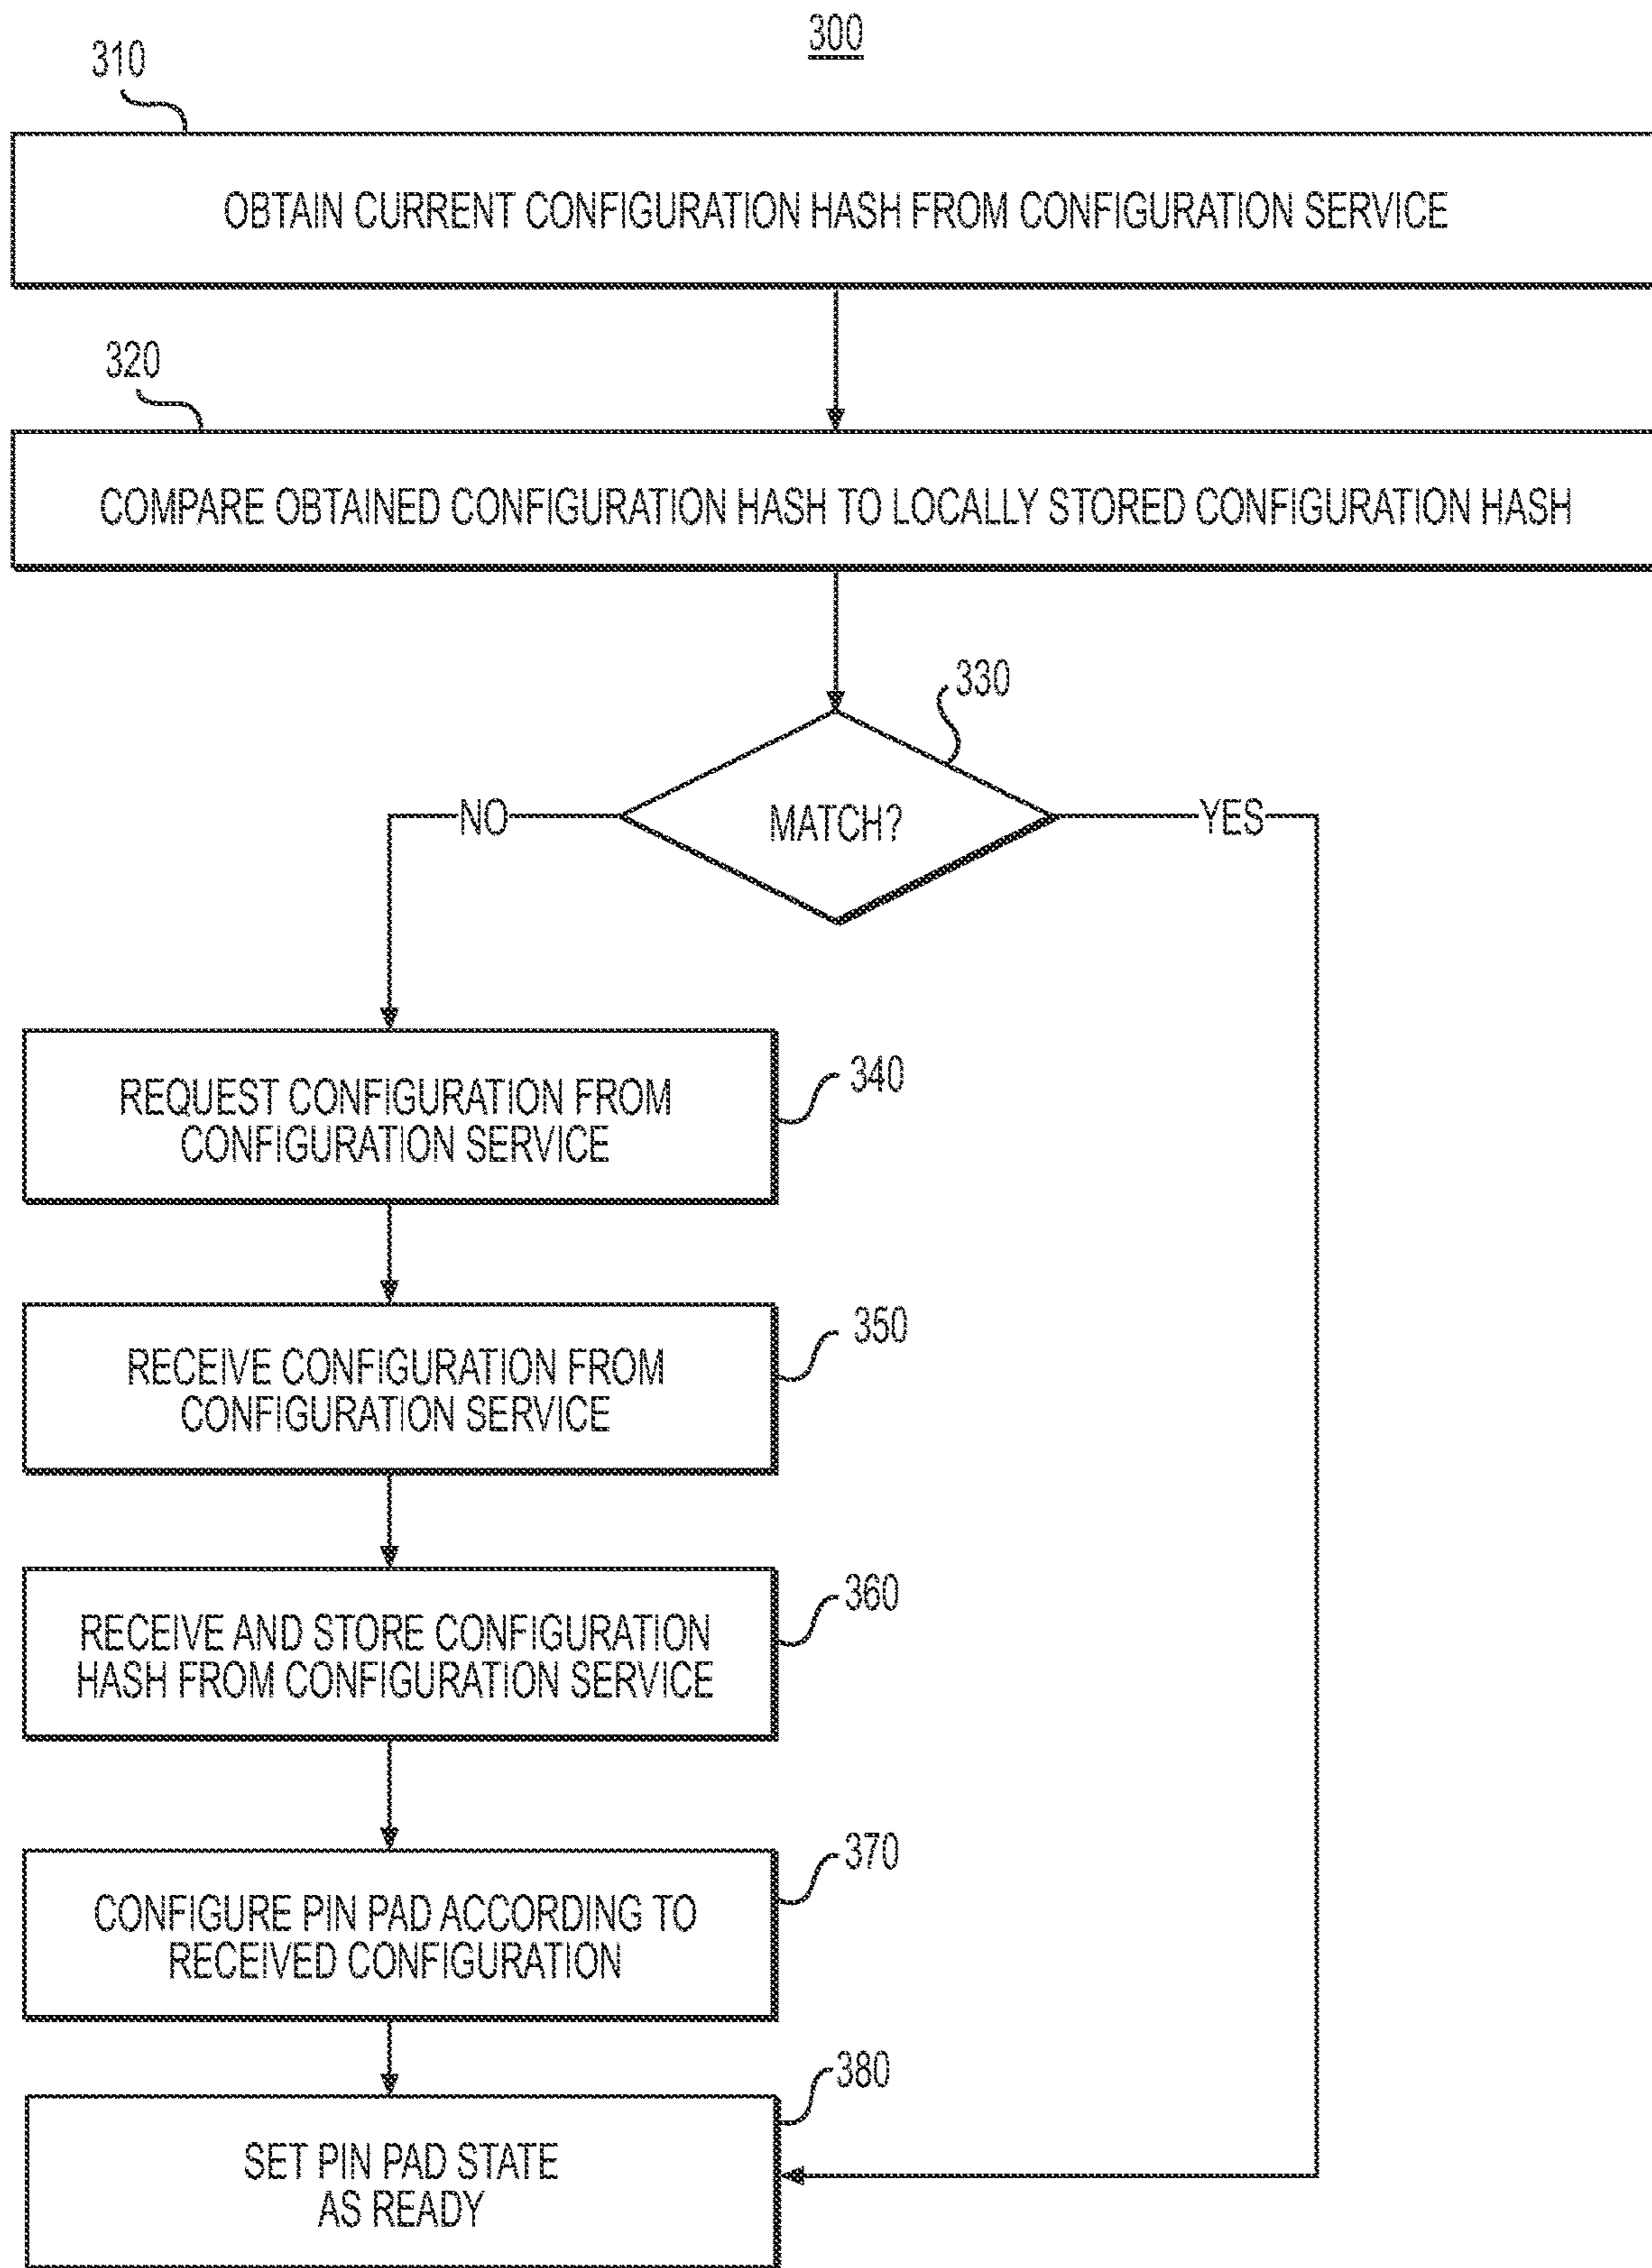 300
310
OBTAIN CURRENT CONFIGURATION HASH FROM CONFIGURATION SERVICE
320
COMPARE OBTAINED CONFIGURATION HASH TO LOCALLY STORED CONFIGURATION HASH
330
MATCH?
NO
YES
340
REQUEST CONFIGURATION FROM
CONFIGURATION SERVICE
350
RECEIVE CONFIGURATION FROM
CONFIGURATION SERVICE
360
RECEIVE AND STORE CONFIGURATION
HASH FROM CONFIGURATION SERVICE
370
CONFIGURE PIN PAD ACCORDING TO
RECEIVED CONFIGURATION
380
SET PIN PAD STATE
AS READY